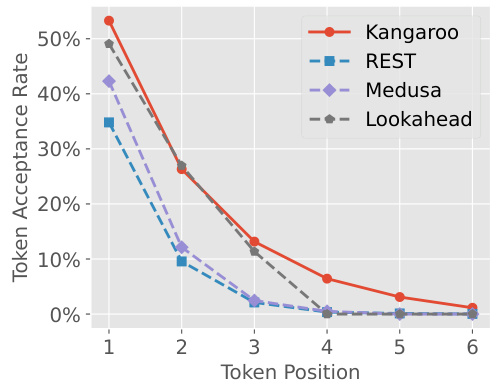 Kangaroo
REST
Medusa
Lookahead
Token Acceptance Rate
50%
40%
30%
20%
10%
0%
1 2 3 4 5 6
Token Position